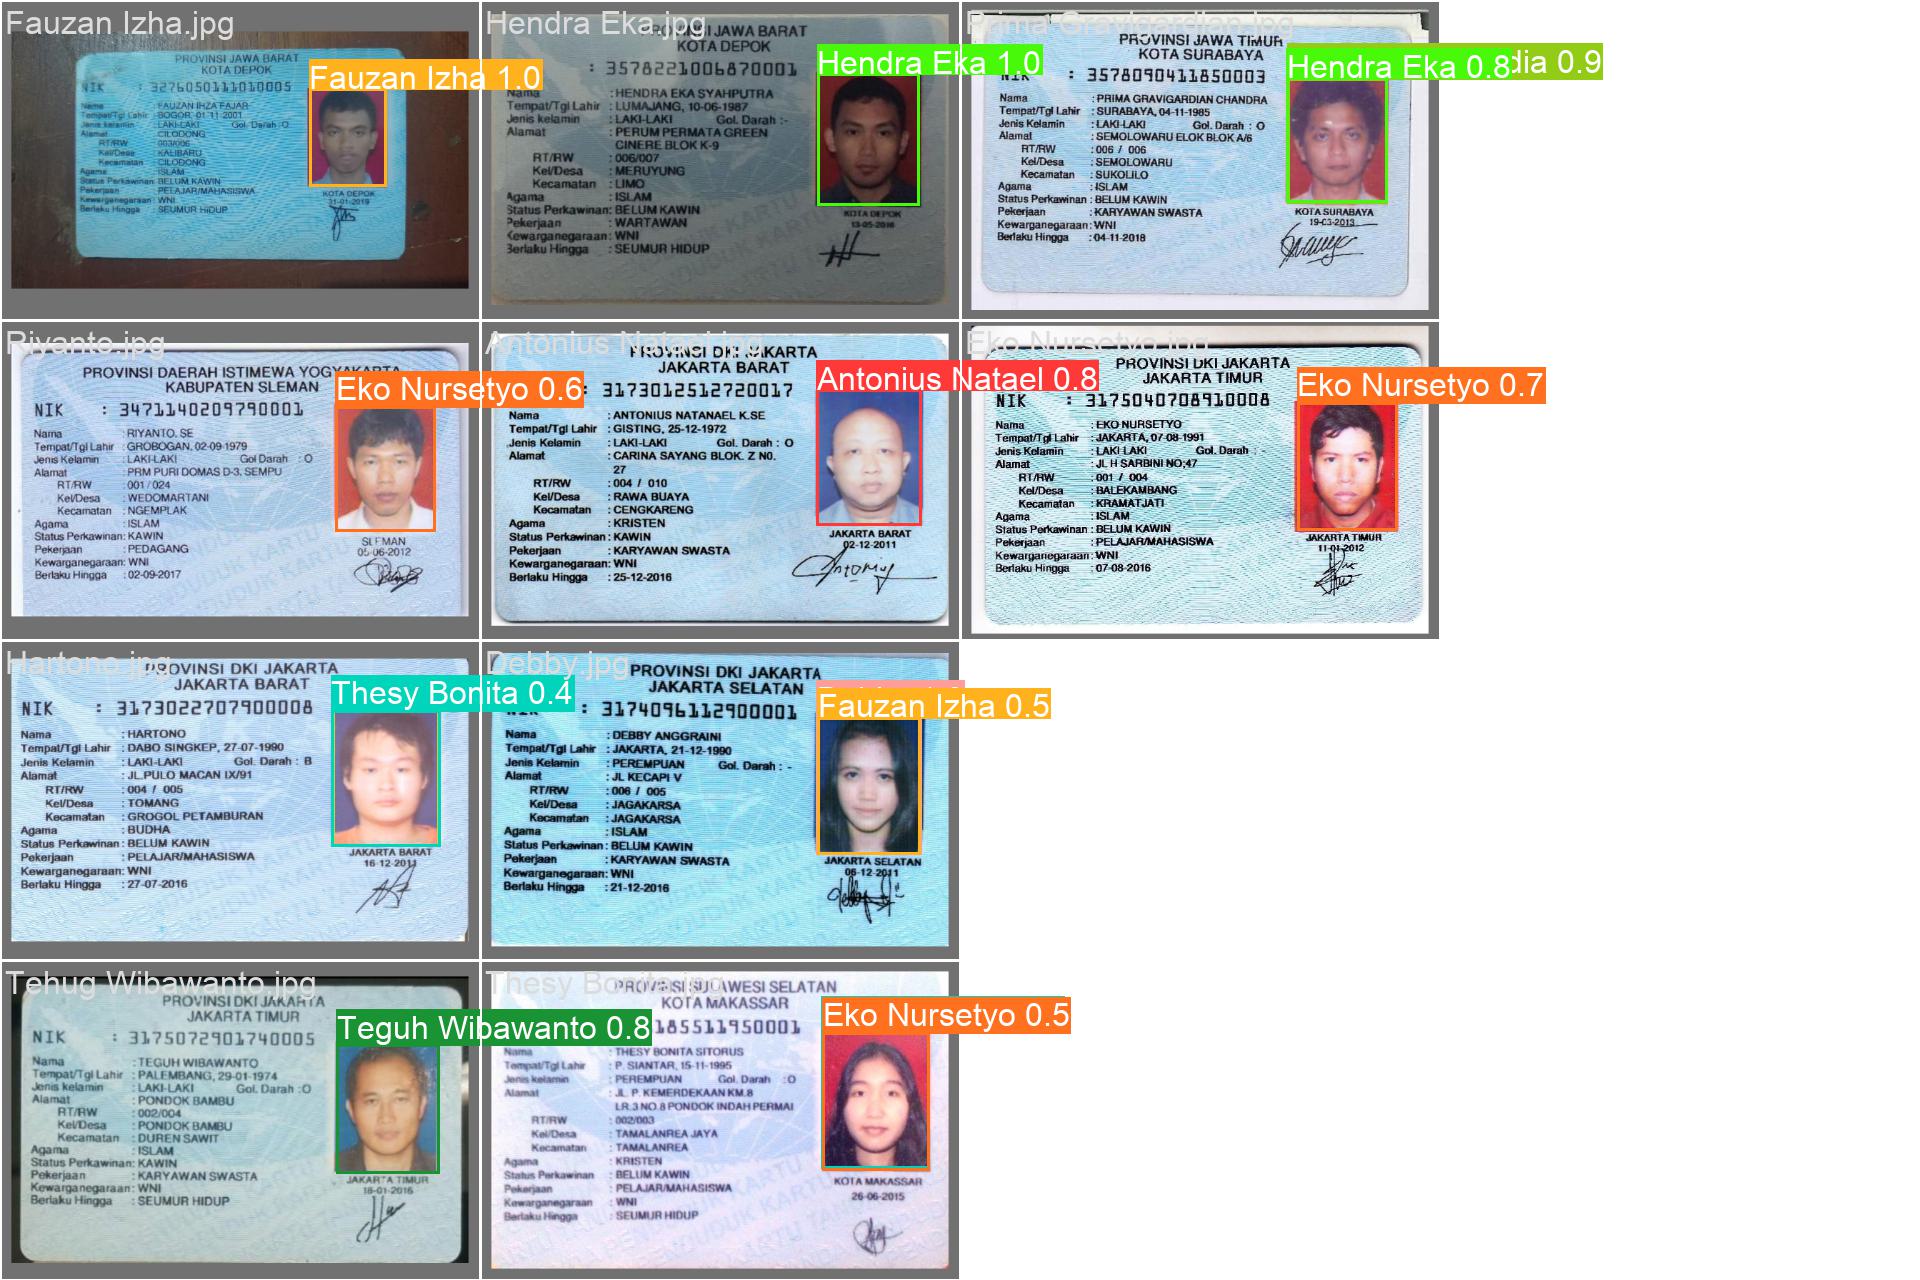 Fauzan Izha.jpg
PROVINSI JAWA BARAT
KOTA DEPOK
Fauzan Izha 1.0
NIK : 3276050111010005
Nama : FAUZAN IHZA FAJAR
Tempat/Tgl Lahir : BOGOR, 01-11-2001
Jenis kelamin : LAKI-LAKI Gol. Darah :O
Alamat : CILODONG
RT/RW : 003/006
Kel/Desa : KALIBARU
Kecamatan : CILODONG
Agama : ISLAM
Status Perkawinan: BELUM KAWIN
Pekerjaan : PELAJAR/MAHASISWA
Kewarganegaraan: WNI
Berlaku Hingga : SEUMUR HIDUP
KOTA DEPOK
31-01-2019
Hendra Eka.jpg
PROVINSI JAWA BARAT
KOTA DEPOK
Hendra Eka 1.0
: 3578221006870001
Nama : HENDRA EKA SYAHPUTRA
Tempat/Tgl Lahir : LUMAJANG, 10-06-1987
Jenis kelamin : LAKI-LAKI Gol. Darah :-
Alamat : PERUM PERMATA GREEN
CINERE BLOK K-9
RT/RW : 006/007
Kel/Desa : MERUYUNG
Kecamatan : LIMO
Agama : ISLAM
Status Perkawinan: BELUM KAWIN
Pekerjaan : WARTAWAN
Kewarganegaraan: WNI
Berlaku Hingga : SEUMUR HIDUP
KOTA DEPOK
13-05-2016
Prima Gravigardian.jpg
PROVINSI JAWA TIMUR
KOTA SURABAYA
Hendra Eka 0.8
dia 0.9
NIK : 3578090411850003
Nama : PRIMA GRAVIGARDIAN CHANDRA
Tempat/Tgl Lahir : SURABAYA, 04-11-1985
Jenis Kelamin : LAKI-LAKI Gol. Darah : O
Alamat : SEMOLOWARU ELOK BLOK A/6
RT/RW : 006 / 006
Kel/Desa : SEMOLOWARU
Kecamatan : SUKOLILO
Agama : ISLAM
Status Perkawinan : BELUM KAWIN
Pekerjaan : KARYAWAN SWASTA
Kewarganegaraan: WNI
Berlaku Hingga : 04-11-2018
KOTA SURABAYA
19-03-2013
Riyanto.jpg
PROVINSI DAERAH ISTIMEWA YOGYAKARTA
KABUPATEN SLEMAN
Eko Nursetyo 0.6
NIK : 3471140209790001
Nama : RIYANTO, SE
Tempat/Tgl Lahir : GROBOGAN, 02-09-1979
Jenis Kelamin : LAKI-LAKI Gol Darah : O
Alamat : PRM PURI DOMAS D-3, SEMPU
RT/RW : 001 / 024
Kel/Desa : WEDOMARTANI
Kecamatan : NGEMPLAK
Agama : ISLAM
Status Perkawinan: KAWIN
Pekerjaan : PEDAGANG
Kewarganegaraan: WNI
Berlaku Hingga : 02-09-2017
SLEMAN
05-06-2012
Antonius Natael.jpg
PROVINSI DKI JAKARTA
JAKARTA BARAT
Antonius Natael 0.8
: 3173012512720017
Nama : ANTONIUS NATANAEL K.SE
Tempat/Tgl Lahir : GISTING, 25-12-1972
Jenis Kelamin : LAKI-LAKI Gol. Darah : O
Alamat : CARINA SAYANG BLOK. Z NO.
27
RT/RW : 004 / 010
Kel/Desa : RAWA BUAYA
Kecamatan : CENGKARENG
Agama : KRISTEN
Status Perkawinan: KAWIN
Pekerjaan : KARYAWAN SWASTA
Kewarganegaraan: WNI
Berlaku Hingga : 25-12-2016
JAKARTA BARAT
02-12-2011
Eko Nursetyo.jpg
PROVINSI DKI JAKARTA
JAKARTA TIMUR
Eko Nursetyo 0.7
NIK : 3175040708910008
Nama : EKO NURSETYO
Tempat/Tgl Lahir : JAKARTA, 07-08-1991
Jenis Kelamin : LAKI-LAKI Gol. Darah : -
Alamat : JL H SARBINI NO;47
RT/RW : 001 / 004
Kel/Desa : BALEKAMBANG
Kecamatan : KRAMATJATI
Agama : ISLAM
Status Perkawinan : BELUM KAWIN
Pekerjaan : PELAJAR/MAHASISWA
Kewarganegaraan: WNI
Berlaku Hingga : 07-08-2016
JAKARTA TIMUR
11-01-2012
Hartono.jpg
PROVINSI DKI JAKARTA
JAKARTA BARAT
Thesy Bonita 0.4
NIK : 3173022707900008
Nama : HARTONO
Tempat/Tgl Lahir : DABO SINGKEP, 27-07-1990
Jenis Kelamin : LAKI-LAKI Gol. Darah : B
Alamat : JL.PULO MACAN IX/91
RT/RW : 004 / 005
Kel/Desa : TOMANG
Kecamatan : GROGOL PETAMBURAN
Agama : BUDHA
Status Perkawinan: BELUM KAWIN
Pekerjaan : PELAJAR/MAHASISWA
Kewarganegaraan: WNI
Berlaku Hingga : 27-07-2016
JAKARTA BARAT
16-12-2011
Debby.jpg
PROVINSI DKI JAKARTA
JAKARTA SELATAN
Fauzan Izha 0.5
: 3174096112900001
Nama : DEBBY ANGGRAINI
Tempat/Tgl Lahir : JAKARTA, 21-12-1990
Jenis Kelamin : PEREMPUAN Gol. Darah : -
Alamat : JL KECAPI V
RT/RW : 006 / 005
Kel/Desa : JAGAKARSA
Kecamatan : JAGAKARSA
Agama : ISLAM
Status Perkawinan: BELUM KAWIN
Pekerjaan : KARYAWAN SWASTA
Kewarganegaraan: WNI
Berlaku Hingga : 21-12-2016
JAKARTA SELATAN
06-12-2011
Tehug Wibawanto.jpg
PROVINSI DKI JAKARTA
JAKARTA TIMUR
Teguh Wibawanto 0.8
NIK : 3175072901740005
Nama : TEGUH WIBAWANTO
Tempat/Tgl Lahir : PALEMBANG, 29-01-1974
Jenis kelamin : LAKI-LAKI Gol. Darah :O
Alamat : PONDOK BAMBU
RT/RW : 002/004
Kel/Desa : PONDOK BAMBU
Kecamatan : DUREN SAWIT
Agama : ISLAM
Status Perkawinan: KAWIN
Pekerjaan : KARYAWAN SWASTA
Kewarganegaraan: WNI
Berlaku Hingga : SEUMUR HIDUP
JAKARTA TIMUR
18-01-2016
Thesy Bonita.jpg
PROVINSI SULAWESI SELATAN
KOTA MAKASSAR
Eko Nursetyo 0.5
185511950001
Nama : THESY BONITA SITORUS
Tempat/Tgl Lahir : P. SIANTAR, 15-11-1995
Jenis kelamin : PEREMPUAN Gol. Darah :O
Alamat : JL. P. KEMERDEKAAN KM.8
LR.3 NO.8 PONDOK INDAH PERMAI
RT/RW : 002/003
Kel/Desa : TAMALANREA JAYA
Kecamatan : TAMALANREA
Agama : KRISTEN
Status Perkawinan : BELUM KAWIN
Pekerjaan : PELAJAR/MAHASISWA
Kewarganegaraan : WNI
Berlaku Hingga : SEUMUR HIDUP
KOTA MAKASSAR
26-06-2015